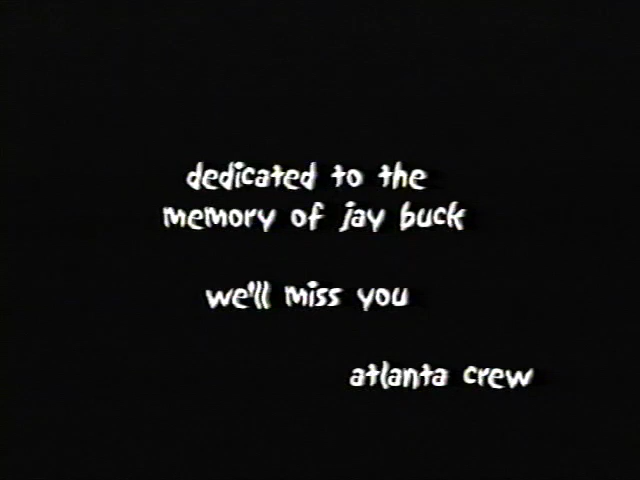 dedicated to the
memory of jay buck
we'll miss you
atlanta crew